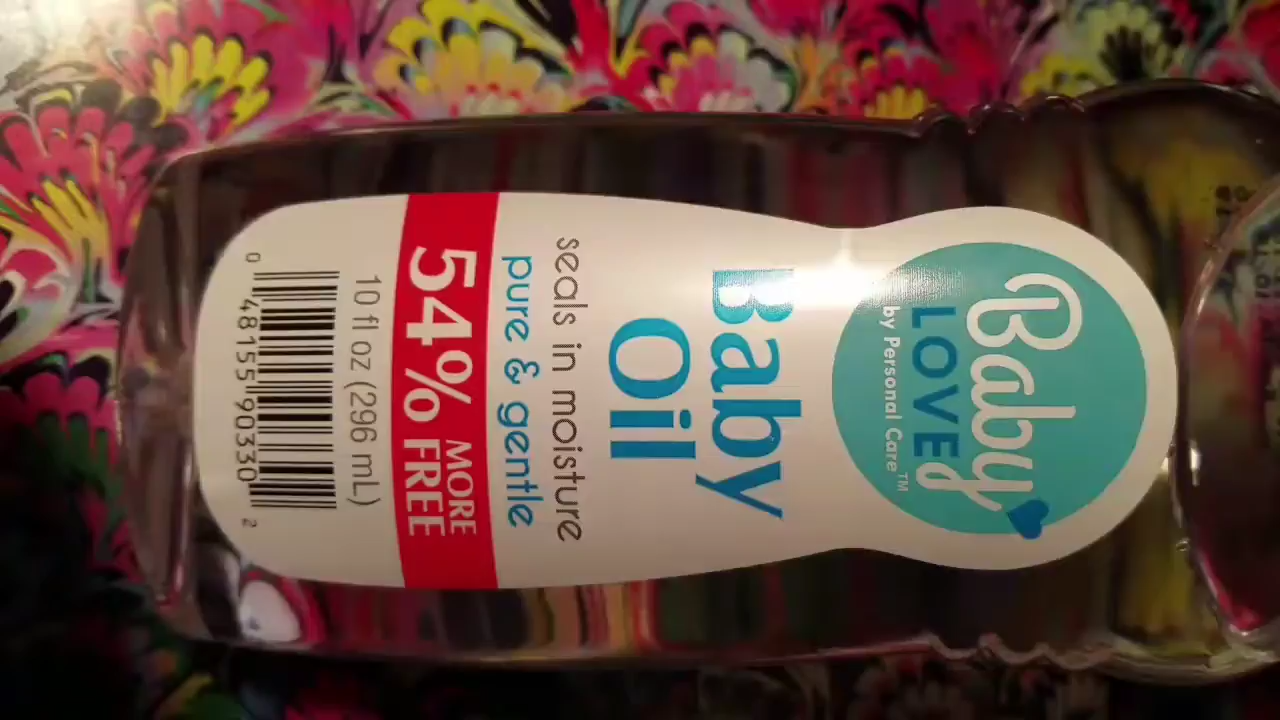 Baby
LOVE
by Personal Care™
Baby
Oil
seals in moisture
pure & gentle
54% MORE
FREE
10 fl oz (296 mL)
0 48155 90330 2